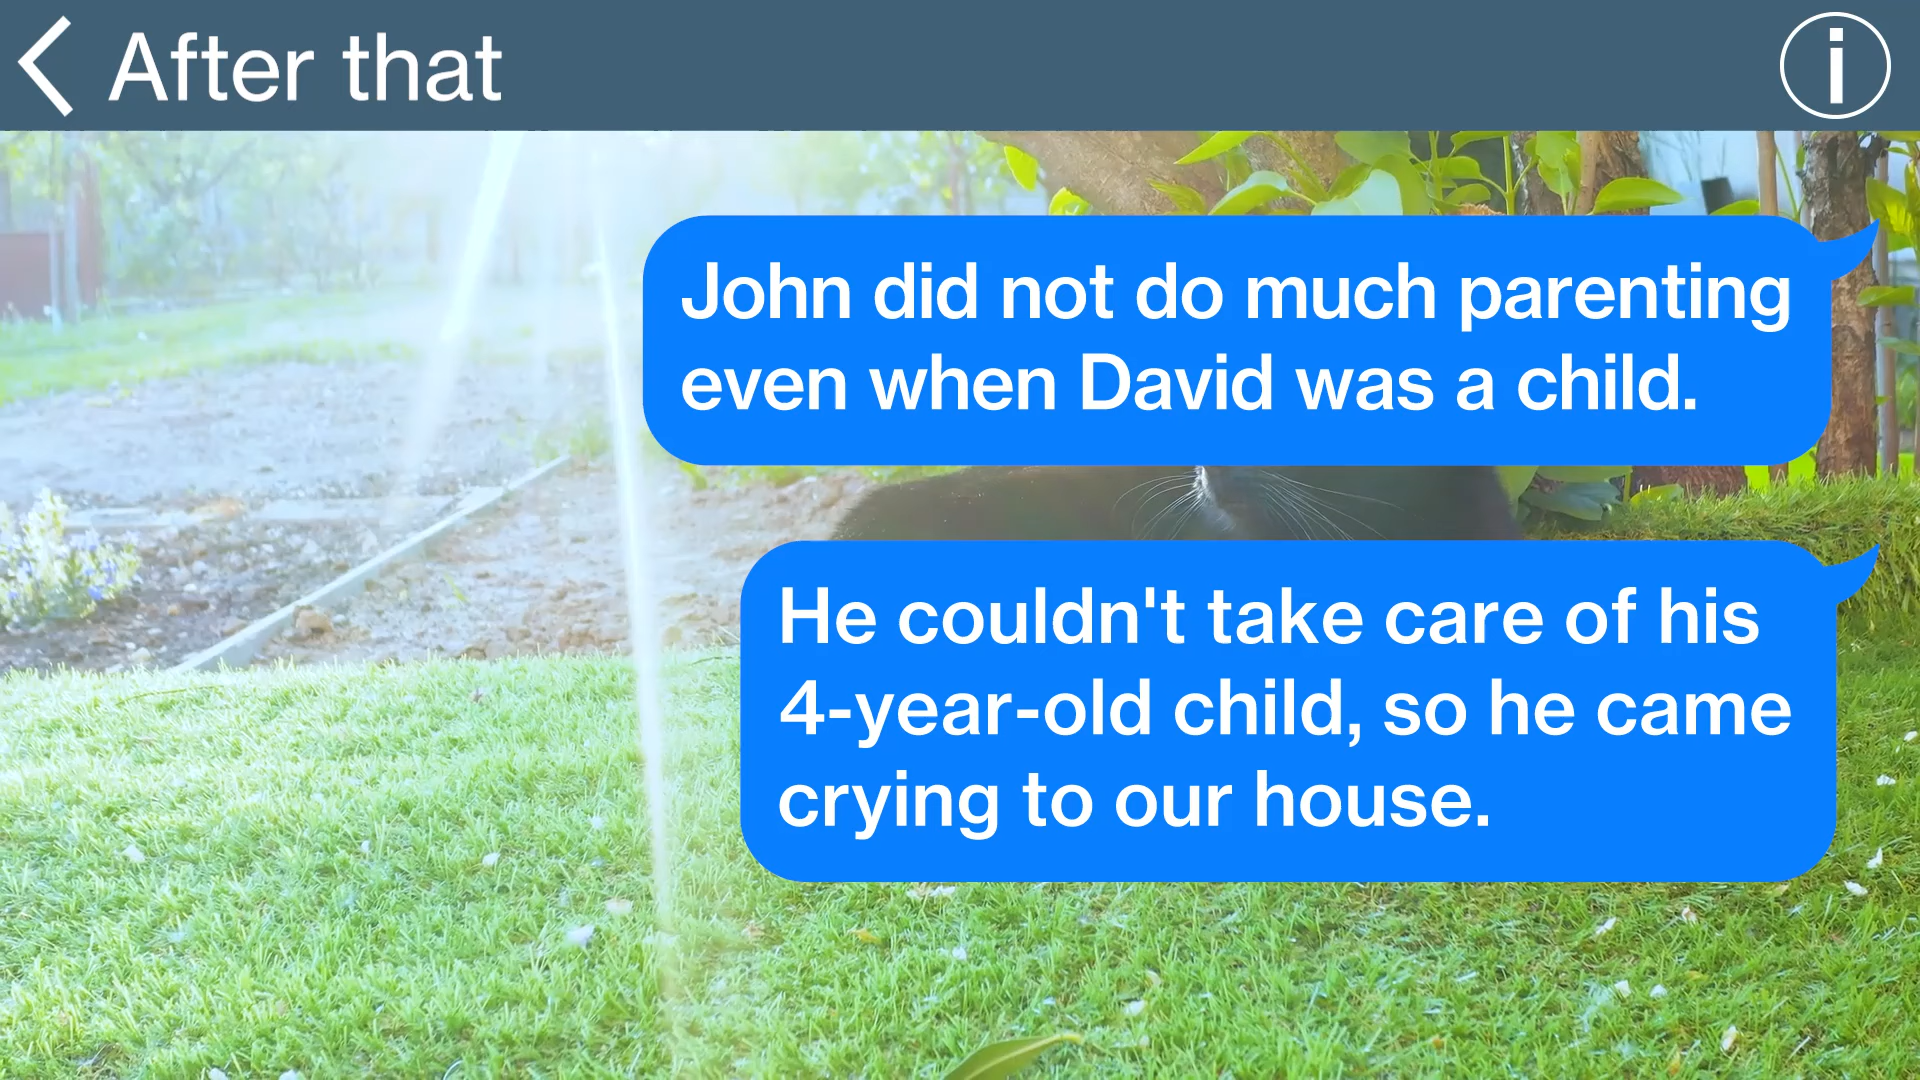 After that
John did not do much parenting
even when David was a child.
He couldn't take care of his
4-year-old child, so he came
crying to our house.